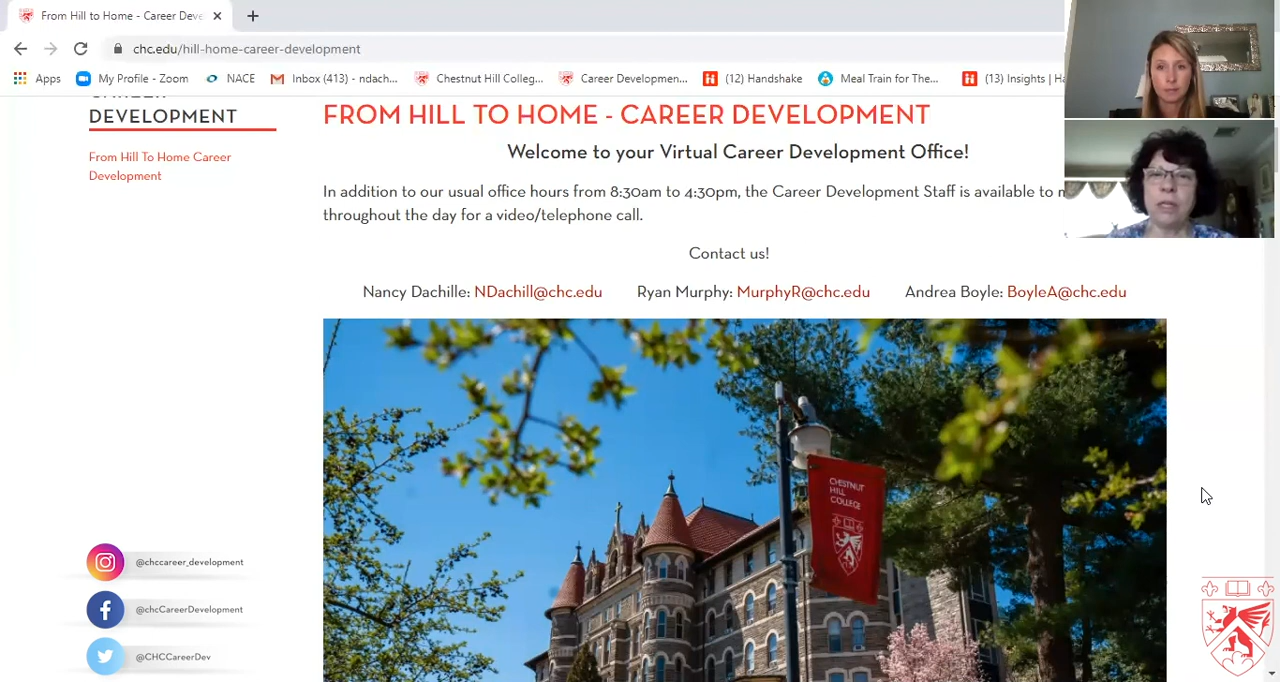 From Hill to Home - Career Deve
chc.edu/hill-home-career-development
Apps
My Profile - Zoom
NACE
Inbox (413) - ndach...
Chestnut Hill Colleg...
Career Developmen...
(12) Handshake
Meal Train for The...
(13) Insights | Ha
CAREER
DEVELOPMENT
From Hill To Home Career
Development
FROM HILL TO HOME - CAREER DEVELOPMENT
Welcome to your Virtual Career Development Office!
In addition to our usual office hours from 8:30am to 4:30pm, the Career Development Staff is available to
throughout the day for a video/telephone call.
Contact us!
Nancy Dachille: NDachill@chc.edu Ryan Murphy: MurphyR@chc.edu Andrea Boyle: BoyleA@chc.edu
CHESTNUT
HILL
COLLEGE
@chccareer_development
@chcCareerDevelopment
@CHCCareerDev